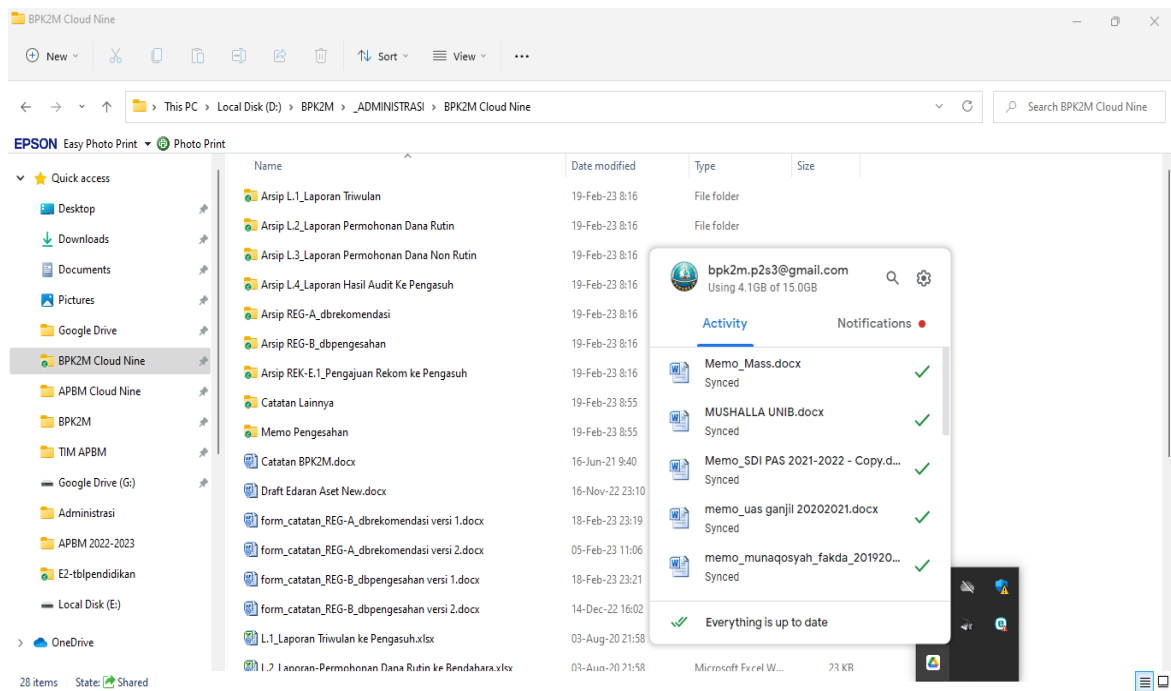 BPK2M Cloud Nine
New Sort View
This PC > Local Disk (D:) > BPK2M > _ADMINISTRASI > BPK2M Cloud Nine
Search BPK2M Cloud Nine
EPSON Easy Photo Print Photo Print
Quick access
Desktop
Downloads
Documents
Pictures
Google Drive
BPK2M Cloud Nine
APBM Cloud Nine
BPK2M
TIM APBM
Google Drive (G:)
Administrasi
APBM 2022-2023
E2-tblpendidikan
Local Disk (E:)
OneDrive
Name Date modified Type Size
Arsip L.1_Laporan Triwulan 19-Feb-23 8:16 File folder
Arsip L.2_Laporan Permohonan Dana Rutin 19-Feb-23 8:16 File folder
Arsip L.3_Laporan Permohonan Dana Non Rutin 19-Feb-23 8:16
Arsip L.4_Laporan Hasil Audit Ke Pengasuh 19-Feb-23 8:16
Arsip REG-A_dbrekomendasi 19-Feb-23 8:16
Arsip REG-B_dbpengesahan 19-Feb-23 8:16
Arsip REK-E.1_Pengajuan Rekom ke Pengasuh 19-Feb-23 8:16
Catatan Lainnya 19-Feb-23 8:55
Memo Pengesahan 19-Feb-23 8:55
Catatan BPK2M.docx 16-Jun-21 9:40
Draft Edaran Aset New.docx 16-Nov-22 23:10
form_catatan_REG-A_dbrekomendasi versi 1.docx 18-Feb-23 23:19
form_catatan_REG-A_dbrekomendasi versi 2.docx 05-Feb-23 11:06
form_catatan_REG-B_dbpengesahan versi 1.docx 18-Feb-23 23:21
form_catatan_REG-B_dbpengesahan versi 2.docx 14-Dec-22 16:02
L.1_Laporan Triwulan ke Pengasuh.xlsx 03-Aug-20 21:58
L.2_Laporan-Permohonan Dana Rutin ke Bendahara.xlsx 03-Aug-20 21:58 Microsoft Excel W... 23 KB
bpk2m.p2s3@gmail.com
Using 4.1GB of 15.0GB
Activity Notifications
Memo_Mass.docx
Synced
MUSHALLA UNIB.docx
Synced
Memo_SDI PAS 2021-2022 - Copy.d...
Synced
memo_uas ganjil 20202021.docx
Synced
memo_munaqosyah_fakda_201920...
Synced
Everything is up to date
28 items State: Shared